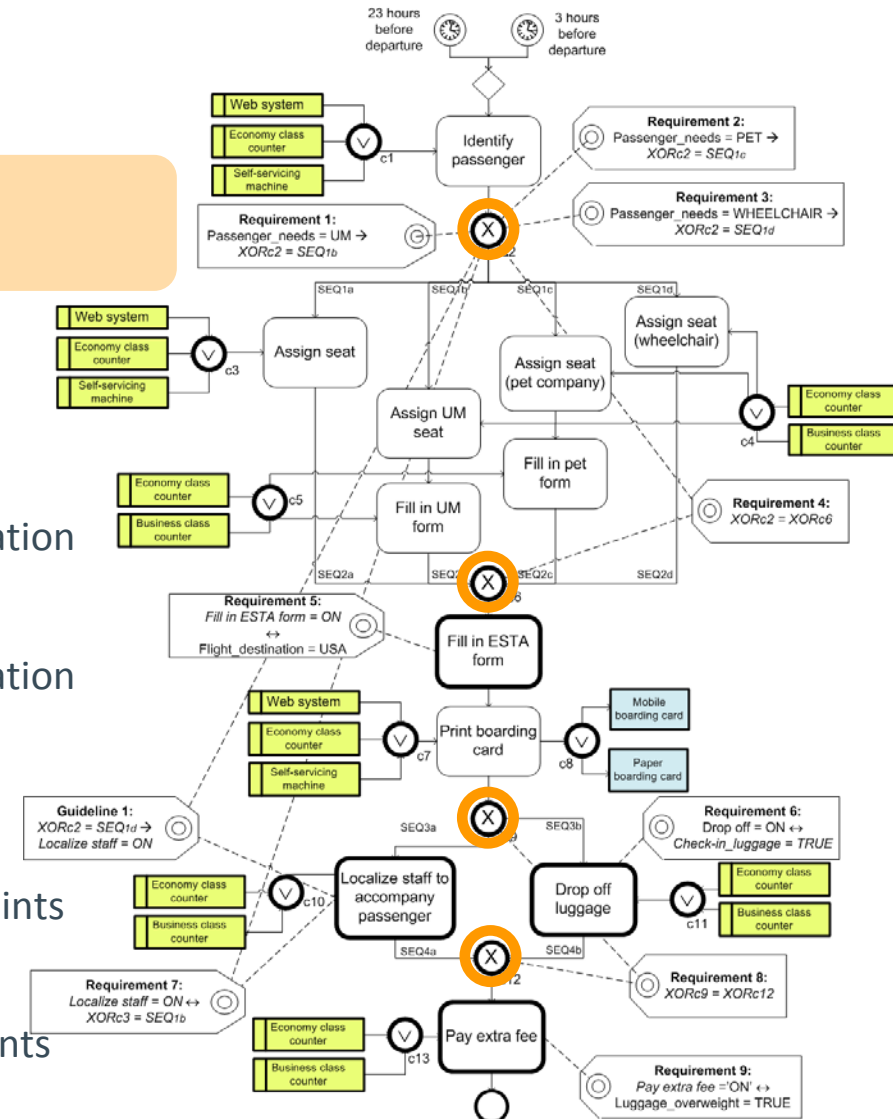 23 hours
before
departure
3 hours
before
departure
Web system
Economy class
counter
Self-servicing
machine
c1
Identify
passenger
Requirement 2:
Passenger_needs = PET →
XORc2 = SEQ1c
Requirement 1:
Passenger_needs = UM →
XORc2 = SEQ1b
X
Requirement 3:
Passenger_needs = WHEELCHAIR →
XORc2 = SEQ1d
SEQ1a
SEQ1b
SEQ1c
SEQ1d
Web system
Economy class
counter
Self-servicing
machine
c3
Assign seat
Assign UM
seat
Assign seat
(pet company)
Assign seat
(wheelchair)
c4
Economy class
counter
Business class
counter
Economy class
counter
Business class
counter
c5
Fill in UM
form
Fill in pet
form
Requirement 4:
XORc2 = XORc6
SEQ2a
SEQ2c
SEQ2d
X
Requirement 5:
Fill in ESTA form = ON
↔
Flight_destination = USA
Fill in ESTA
form
Web system
Economy class
counter
Self-servicing
machine
c7
Print boarding
card
c8
Mobile
boarding card
Paper
boarding card
Guideline 1:
XORc2 = SEQ1d →
Localize staff = ON
SEQ3a
X
SEQ3b
Requirement 6:
Drop off = ON ↔
Check-in_luggage = TRUE
Economy class
counter
Business class
counter
c10
Localize staff to
accompany
passenger
Drop off
luggage
c11
Economy class
counter
Business class
counter
SEQ4a
X
SEQ4b
Requirement 7:
Localize staff = ON ↔
XORc3 = SEQ1b
Requirement 8:
XORc9 = XORc12
Economy class
counter
Business class
counter
c13
Pay extra fee
Requirement 9:
Pay extra fee ='ON' ↔
Luggage_overweight = TRUE